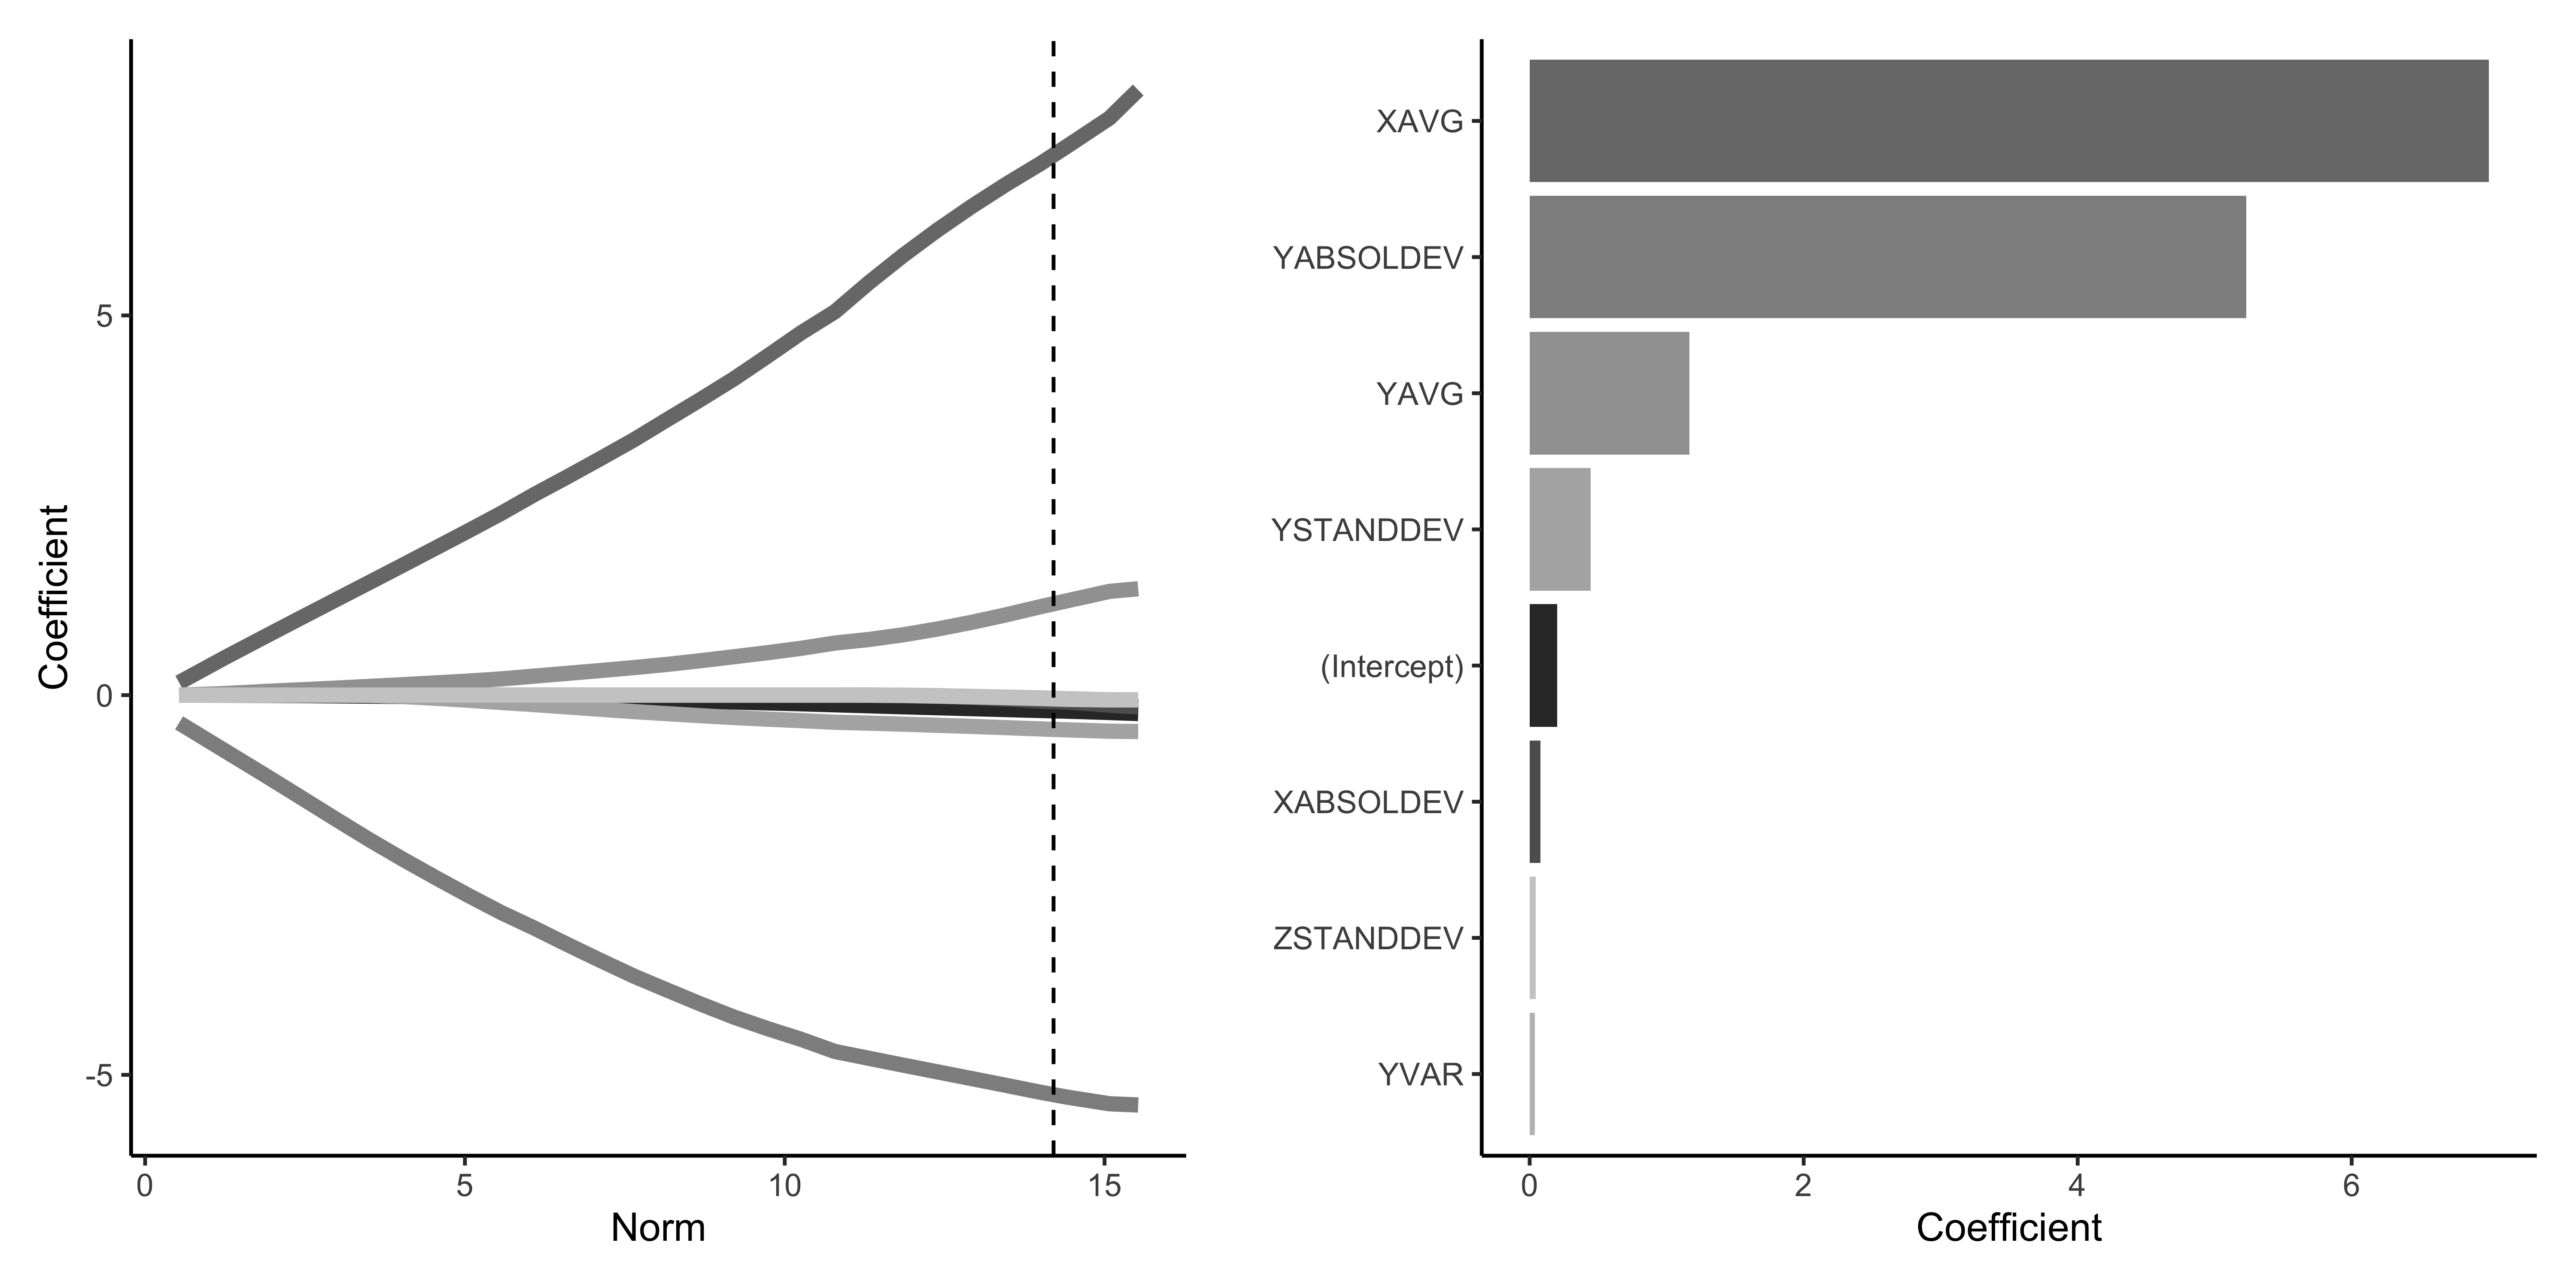 Coefficient
5
0
-5
0
5
10
15
Norm
XAVG
YABSOLDEV
YAVG
YSTANDDEV
(Intercept)
XABSOLDEV
ZSTANDDEV
YVAR
0
2
4
6
Coefficient